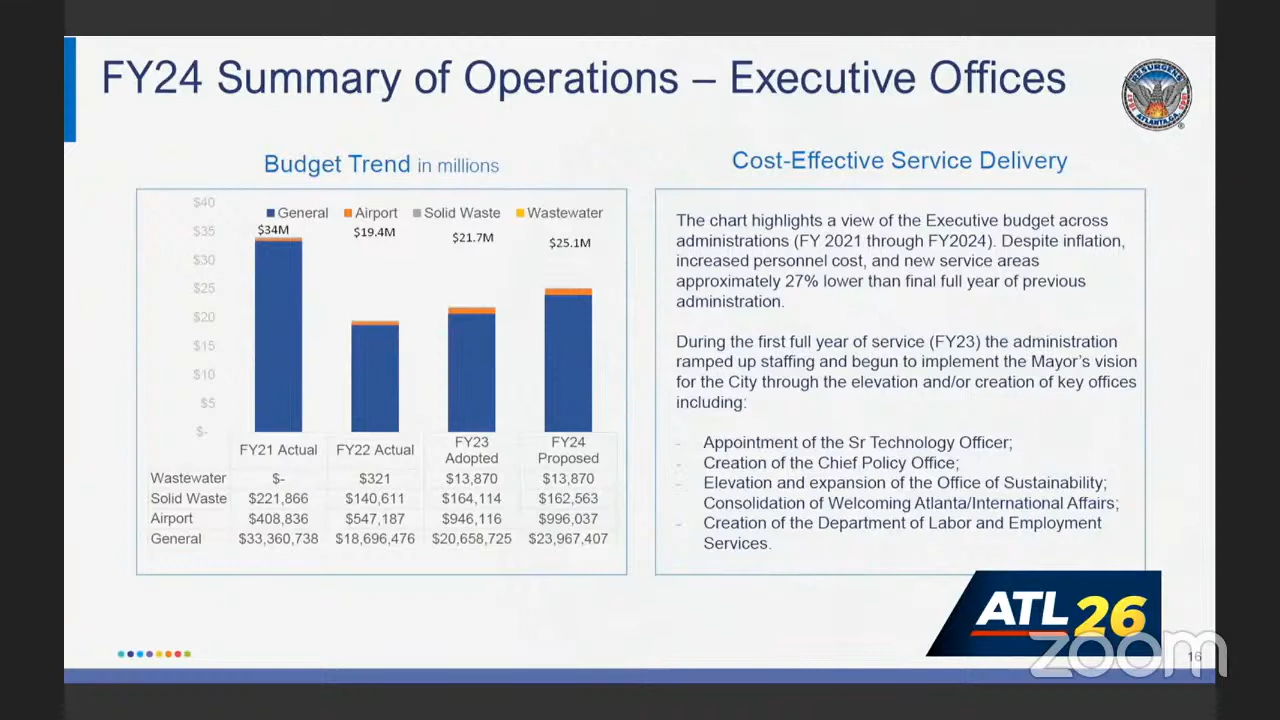 FY24 Summary of Operations – Executive Offices
RESURGENS
1847 1865
ATLANTA, GA.
Budget Trend in millions
$40
$35
$30
$25
$20
$15
$10
$5
$-
General Airport Solid Waste Wastewater
$34M $19.4M $21.7M $25.1M
FY21 Actual FY22 Actual FY23 Adopted FY24 Proposed
Wastewater $- $321 $13,870 $13,870
Solid Waste $221,866 $140,611 $164,114 $162,563
Airport $408,836 $547,187 $946,116 $996,037
General $33,360,738 $18,696,476 $20,658,725 $23,967,407
Cost-Effective Service Delivery
The chart highlights a view of the Executive budget across
administrations (FY 2021 through FY2024). Despite inflation,
increased personnel cost, and new service areas
approximately 27% lower than final full year of previous
administration.
During the first full year of service (FY23) the administration
ramped up staffing and begun to implement the Mayor's vision
for the City through the elevation and/or creation of key offices
including:
- Appointment of the Sr Technology Officer;
- Creation of the Chief Policy Office;
- Elevation and expansion of the Office of Sustainability;
Consolidation of Welcoming Atlanta/International Affairs;
- Creation of the Department of Labor and Employment
Services.
ATL 26
zoom
16